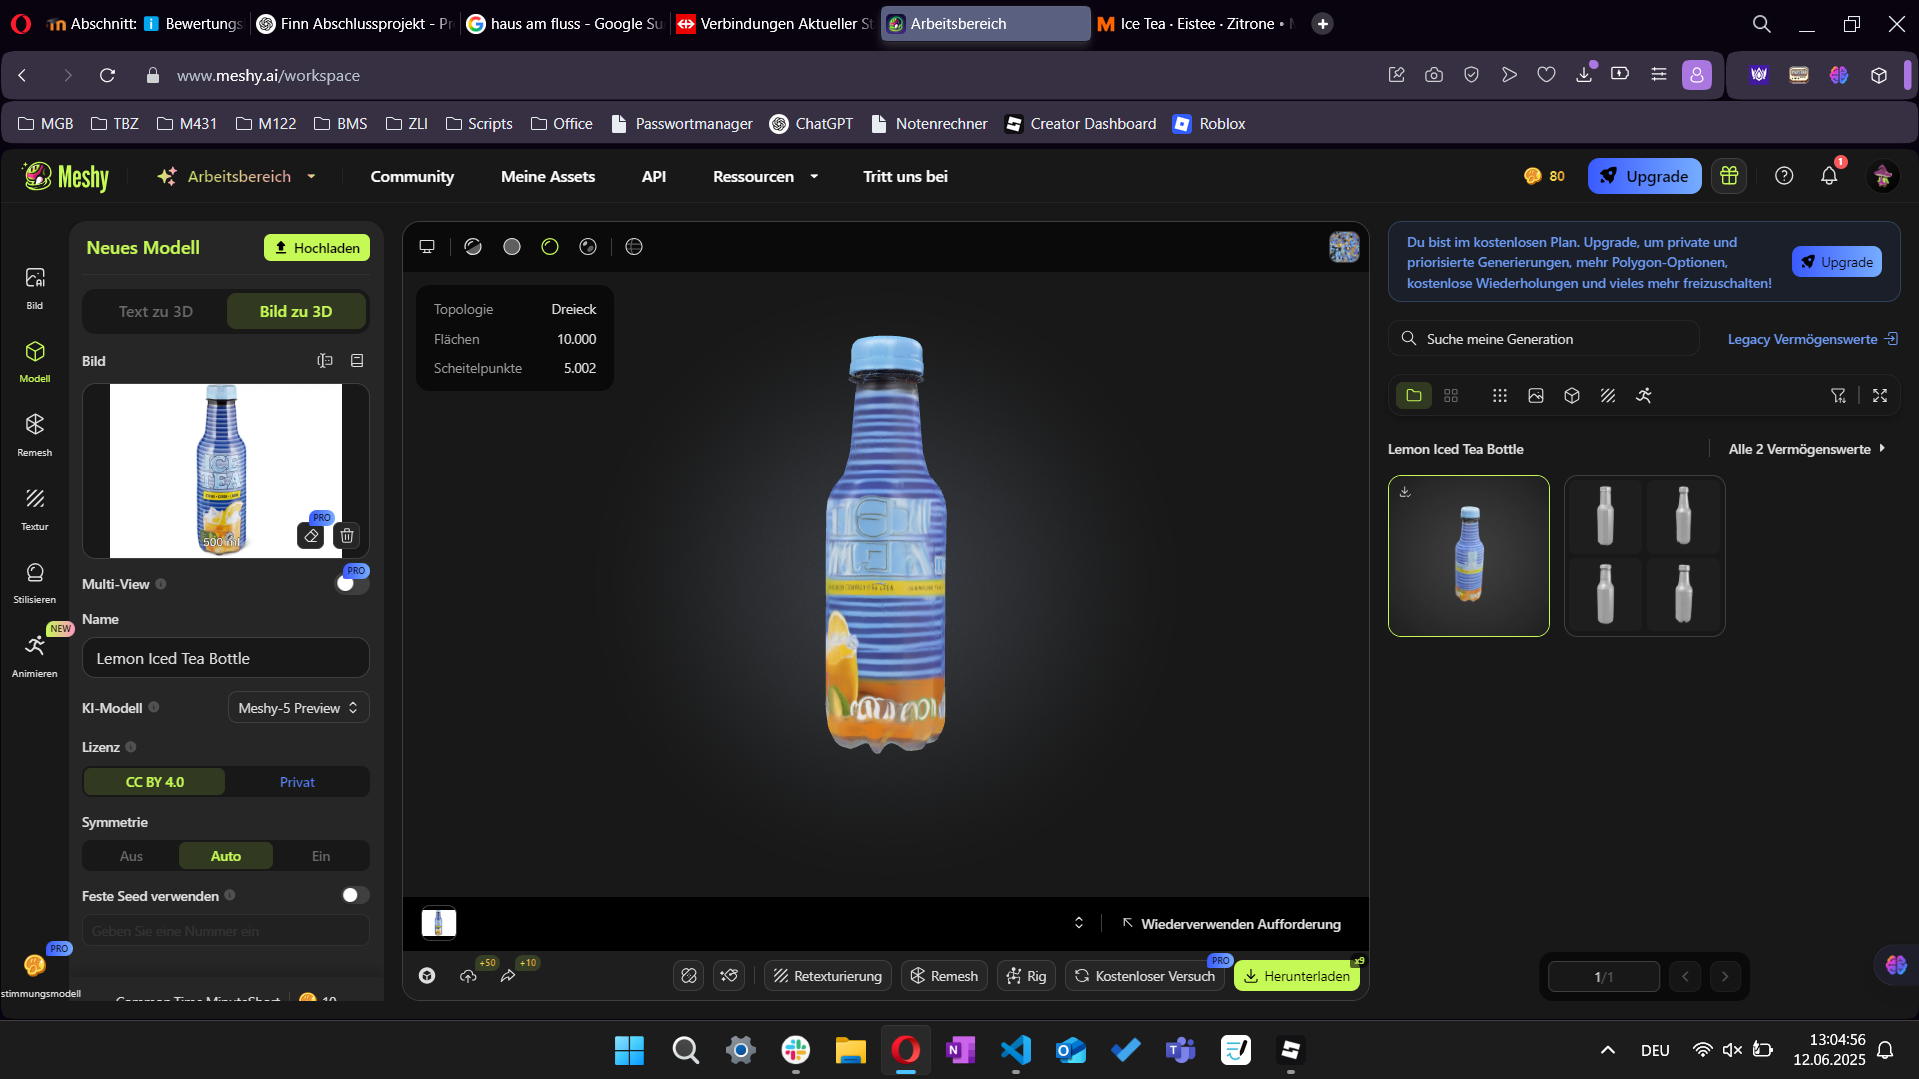 Abschnitt:
Bewertungs
Finn Abschlussprojekt - Pr
haus am fluss - Google Su
Verbindungen Aktueller St
Arbeitsbereich
Ice Tea · Eistee · Zitrone •
www.meshy.ai/workspace
MGB
TBZ
M431
M122
BMS
ZLI
Scripts
Office
Passwortmanager
ChatGPT
Notenrechner
Creator Dashboard
Roblox
Meshy
Arbeitsbereich
Community
Meine Assets
API
Ressourcen
Tritt uns bei
80
Upgrade
1
Neues Modell
Hochladen
Text zu 3D
Bild zu 3D
Bild
ICE
TEA
500 ml
PRO
Multi-View
PRO
Name
Lemon Iced Tea Bottle
KI-Modell
Meshy-5 Preview
Lizenz
CC BY 4.0
Privat
Symmetrie
Aus
Auto
Ein
Feste Seed verwenden
Geben Sie eine Nummer ein
Bild
Modell
Remesh
Textur
Stilisieren
NEW
Animieren
PRO
stimmungsmodell
10
Topologie Dreieck
Flächen 10.000
Scheitelpunkte 5.002
Wiederverwenden Aufforderung
+50
+10
Retexturierung
Remesh
Rig
Kostenloser Versuch
PRO
Herunterladen
x9
Du bist im kostenlosen Plan. Upgrade, um private und
priorisierte Generierungen, mehr Polygon-Optionen,
kostenlose Wiederholungen und vieles mehr freizuschalten!
Upgrade
Suche meine Generation
Legacy Vermögenswerte
Lemon Iced Tea Bottle
Alle 2 Vermögenswerte
1/1
DEU
13:04:56
12.06.2025